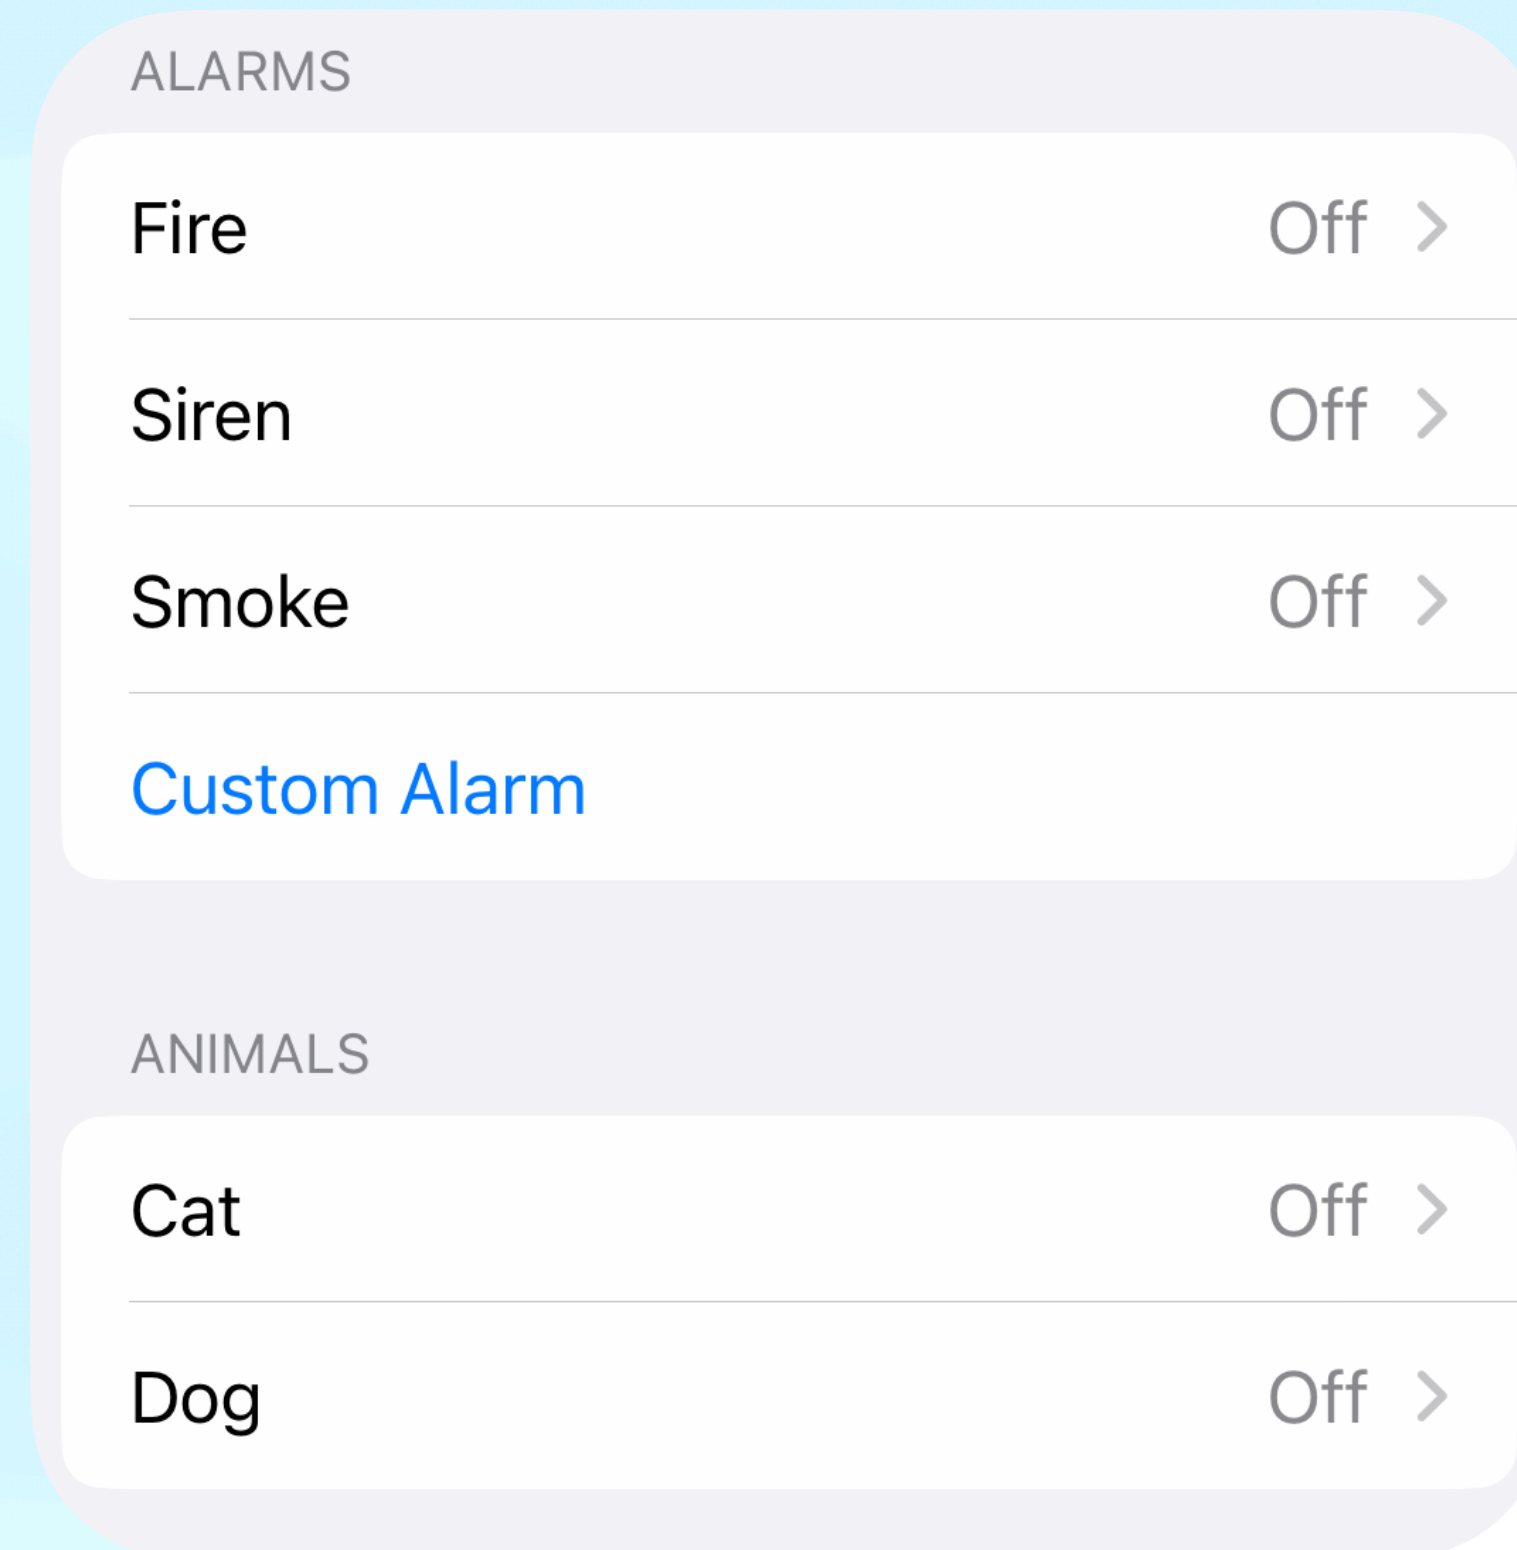 ALARMS
Fire Off
Siren Off
Smoke Off
Custom Alarm
ANIMALS
Cat Off
Dog Off